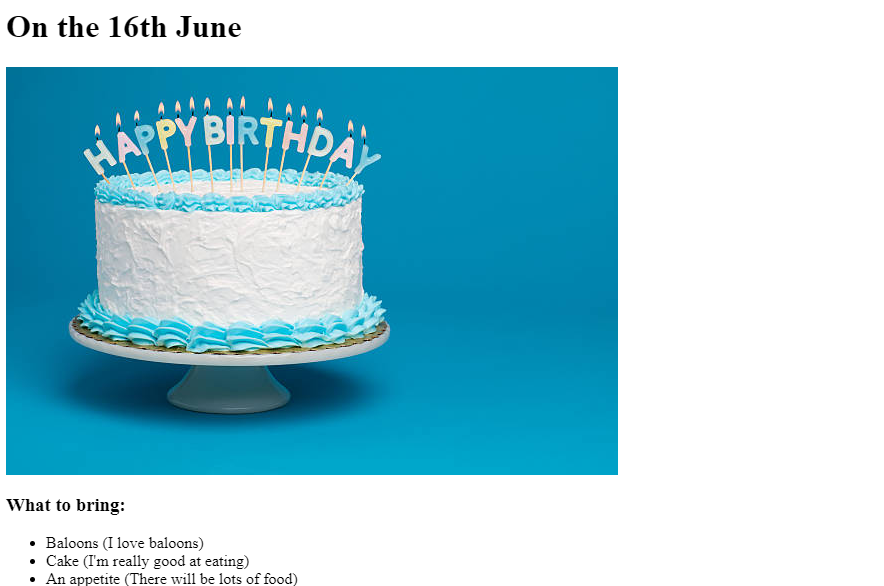 On the 16th June
HAPPY BIRTHDAY
What to bring:
Baloons (I love baloons)
Cake (I'm really good at eating)
An appetite (There will be lots of food)